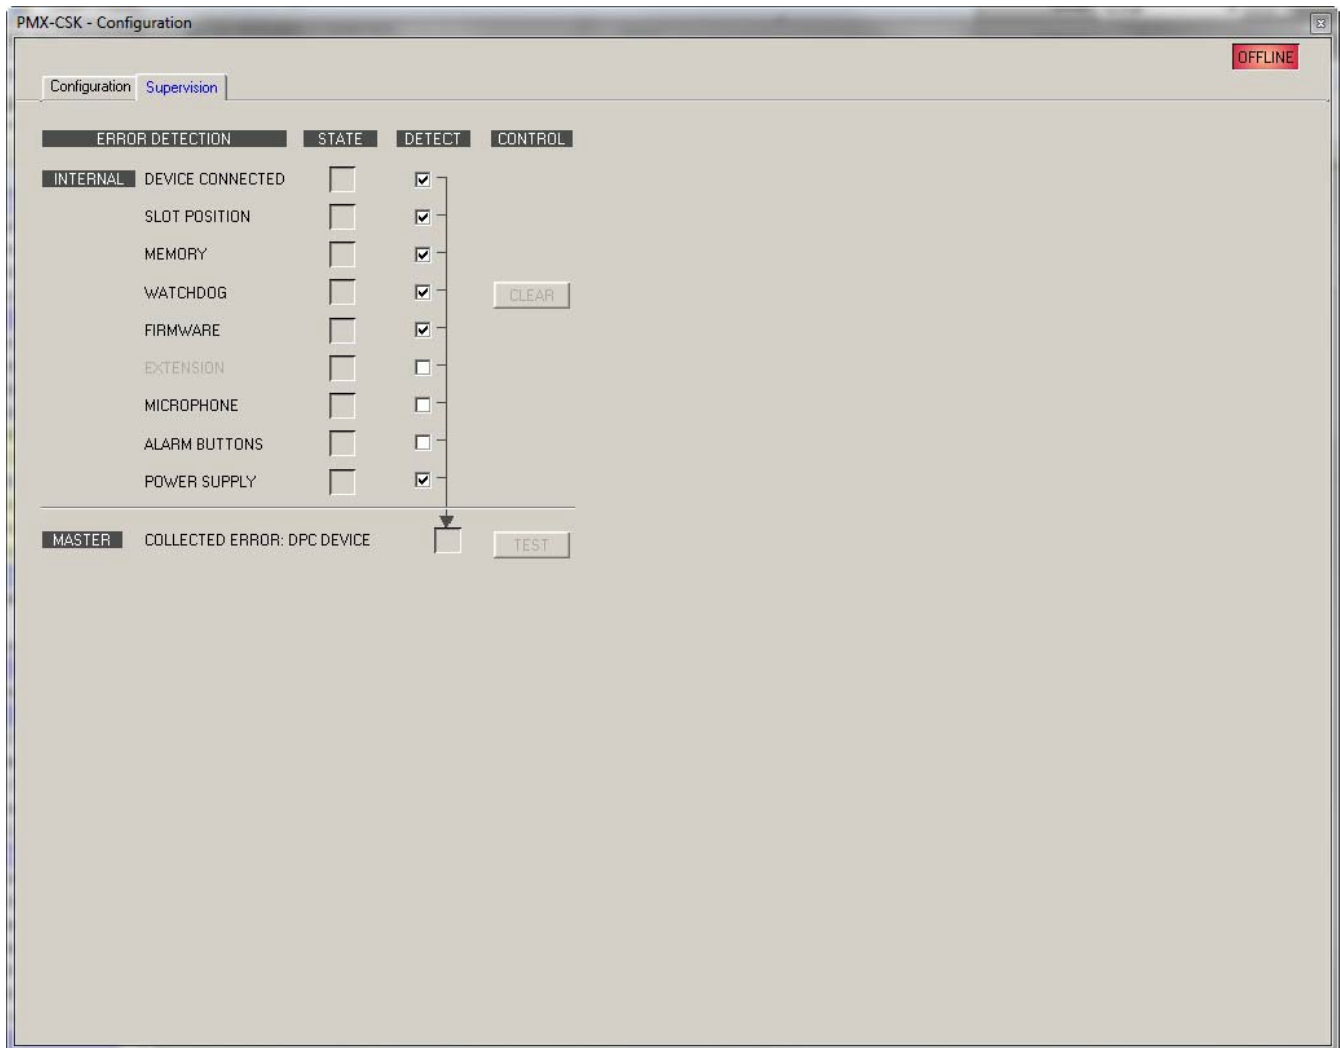 PMX-CSK - Configuration
OFFLINE
Configuration Supervision
ERROR DETECTION STATE DETECT CONTROL
INTERNAL DEVICE CONNECTED
SLOT POSITION
MEMORY
WATCHDOG CLEAR
FIRMWARE
EXTENSION
MICROPHONE
ALARM BUTTONS
POWER SUPPLY
MASTER COLLECTED ERROR: DPC DEVICE TEST